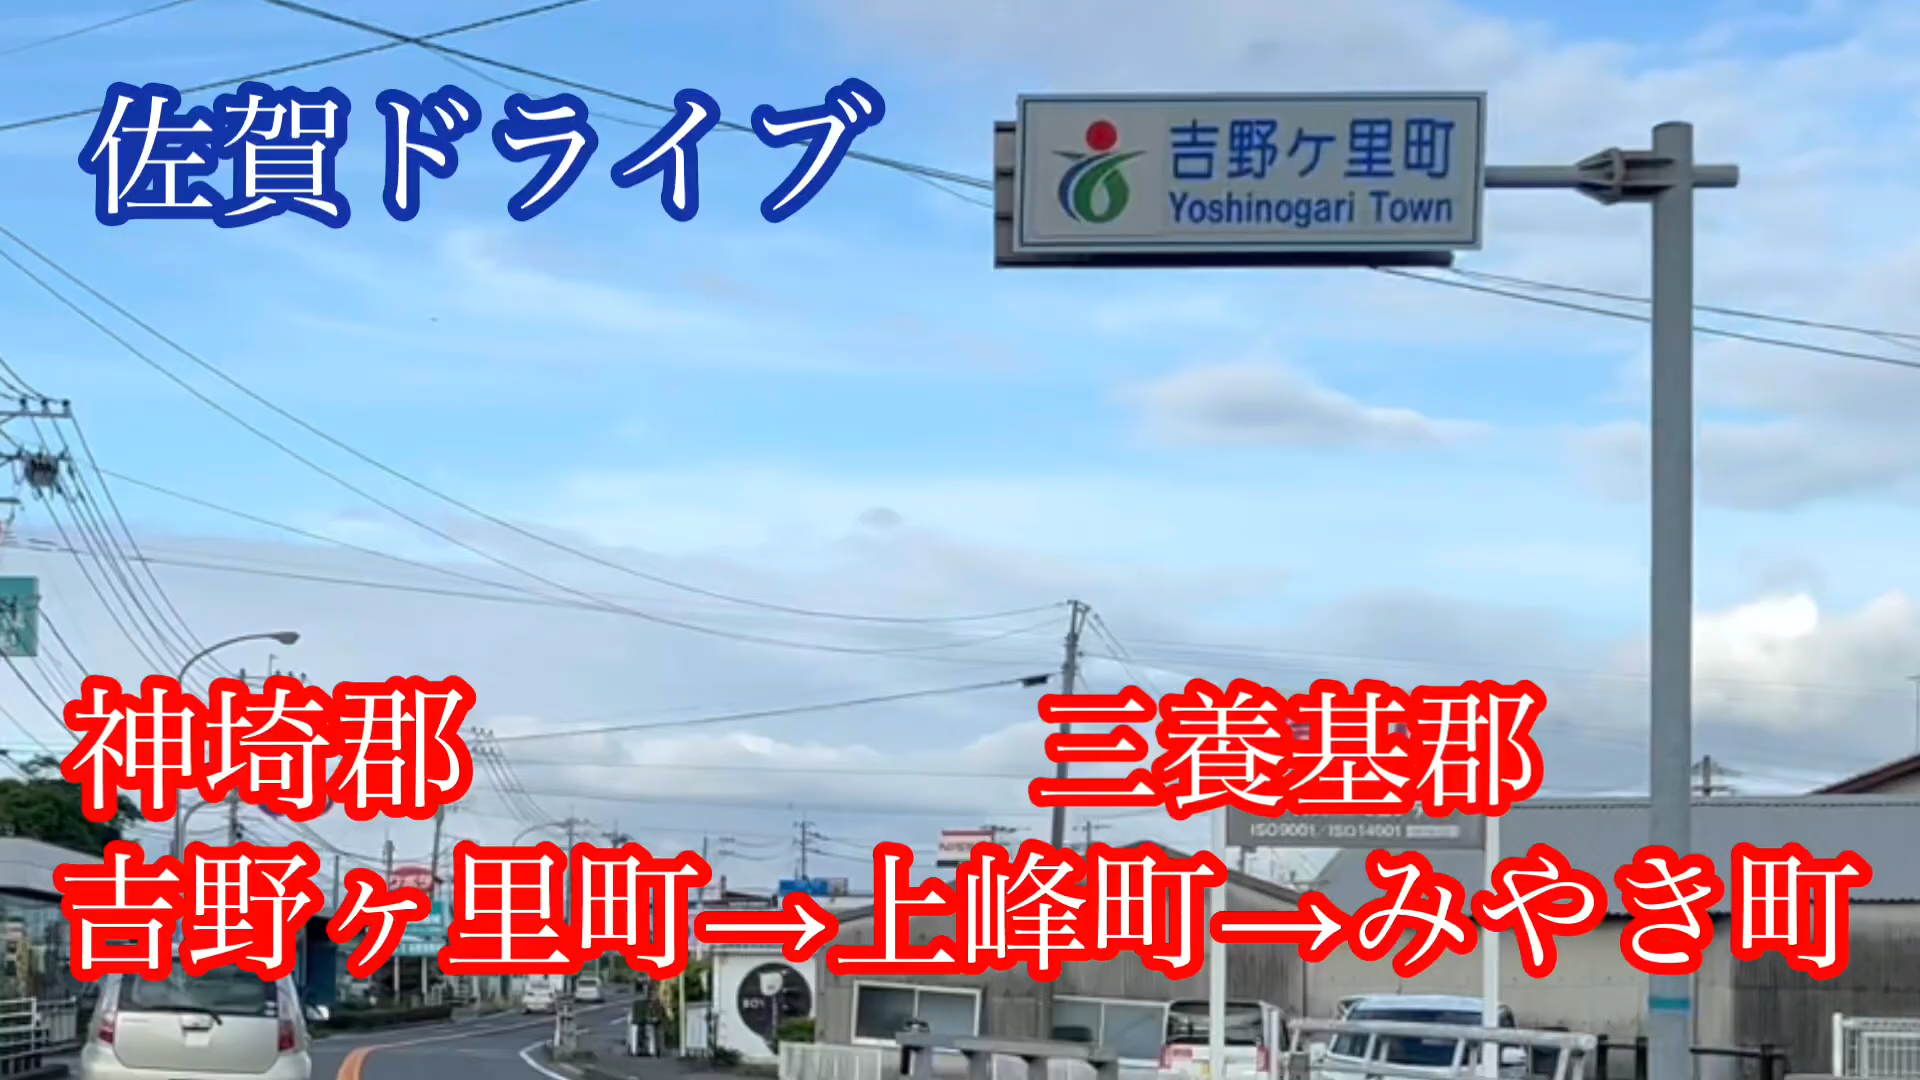 佐賀ドライブ
吉野ヶ里町
Yoshinogari Town
神埼郡
三養基郡
ISO9001/ISO14001
吉野ヶ里町→上峰町→みやき町